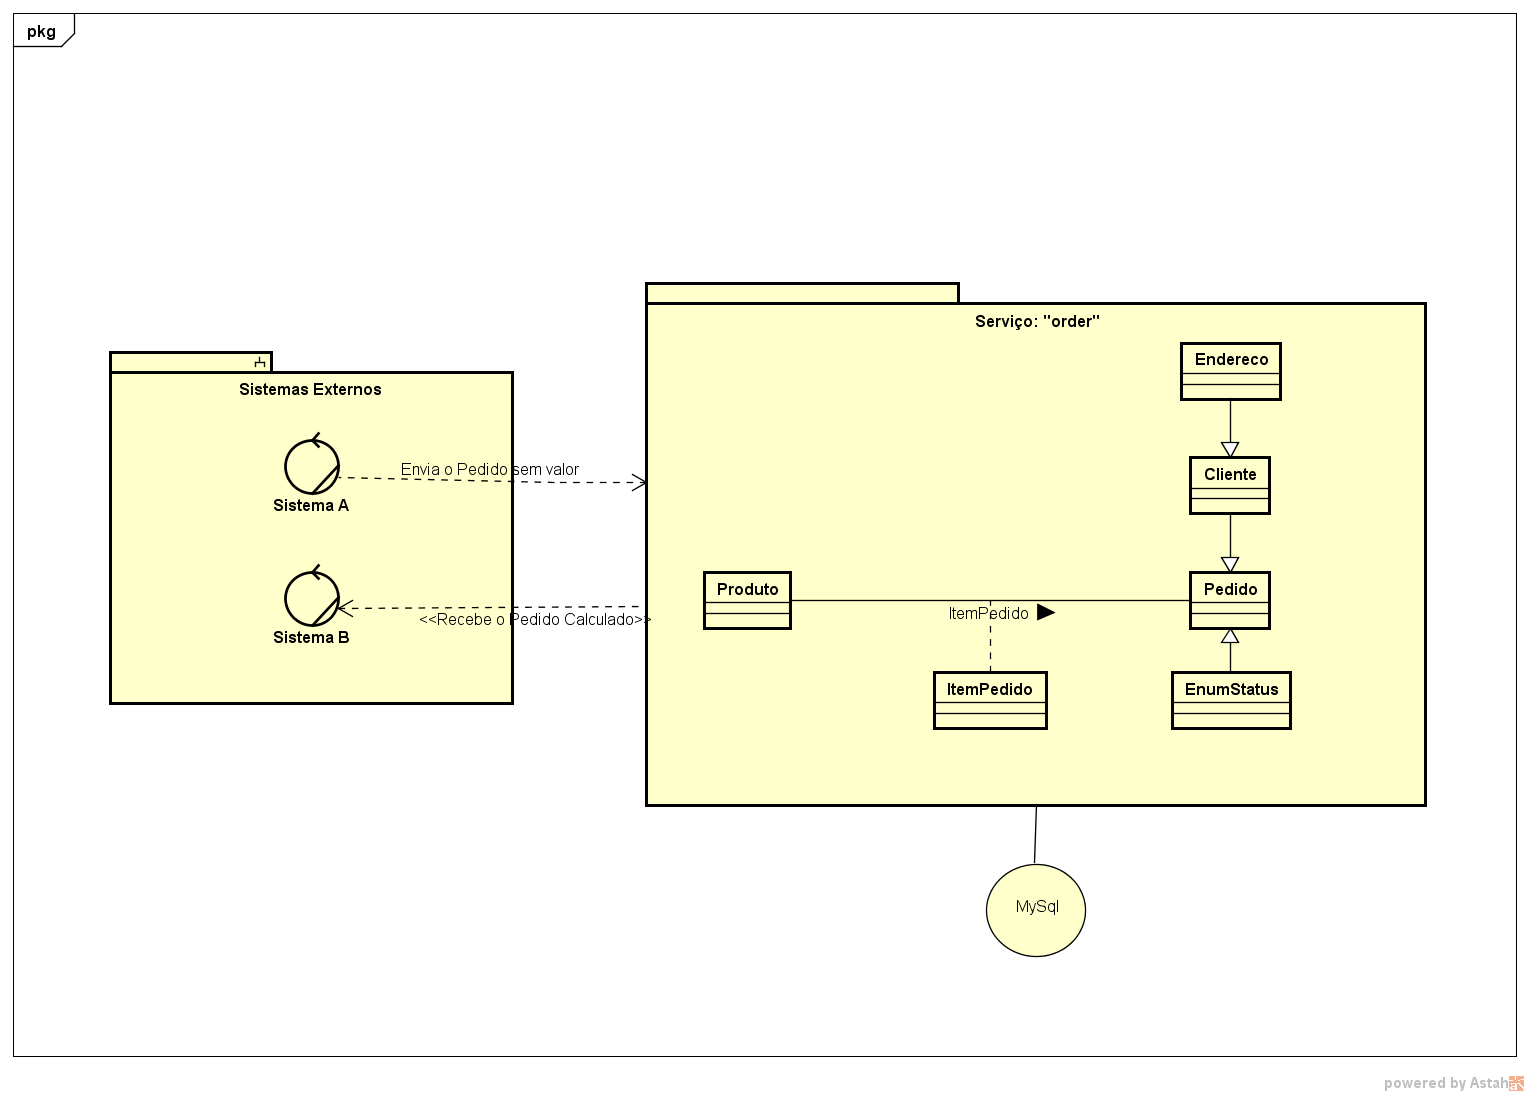 pkg
Serviço: "order"
Endereco
Sistemas Externos
Envia o Pedido sem valor
Cliente
Sistema A
Produto
Pedido
ItemPedido
<<Recebe o Pedido Calculado>>
Sistema B
ItemPedido
EnumStatus
MySql
powered by Astah